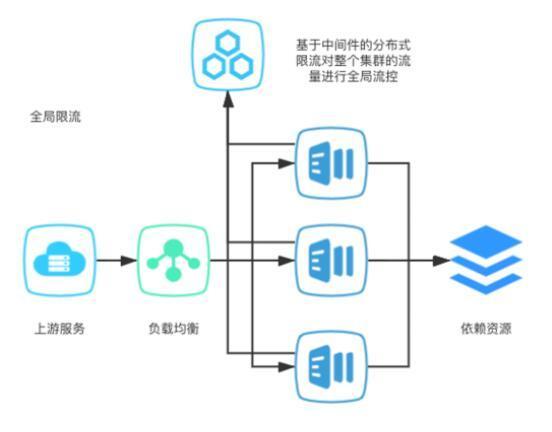 基于中间件的分布式
限流对整个集群的流
量进行全局流控
全局限流
上游服务
负载均衡
依赖资源